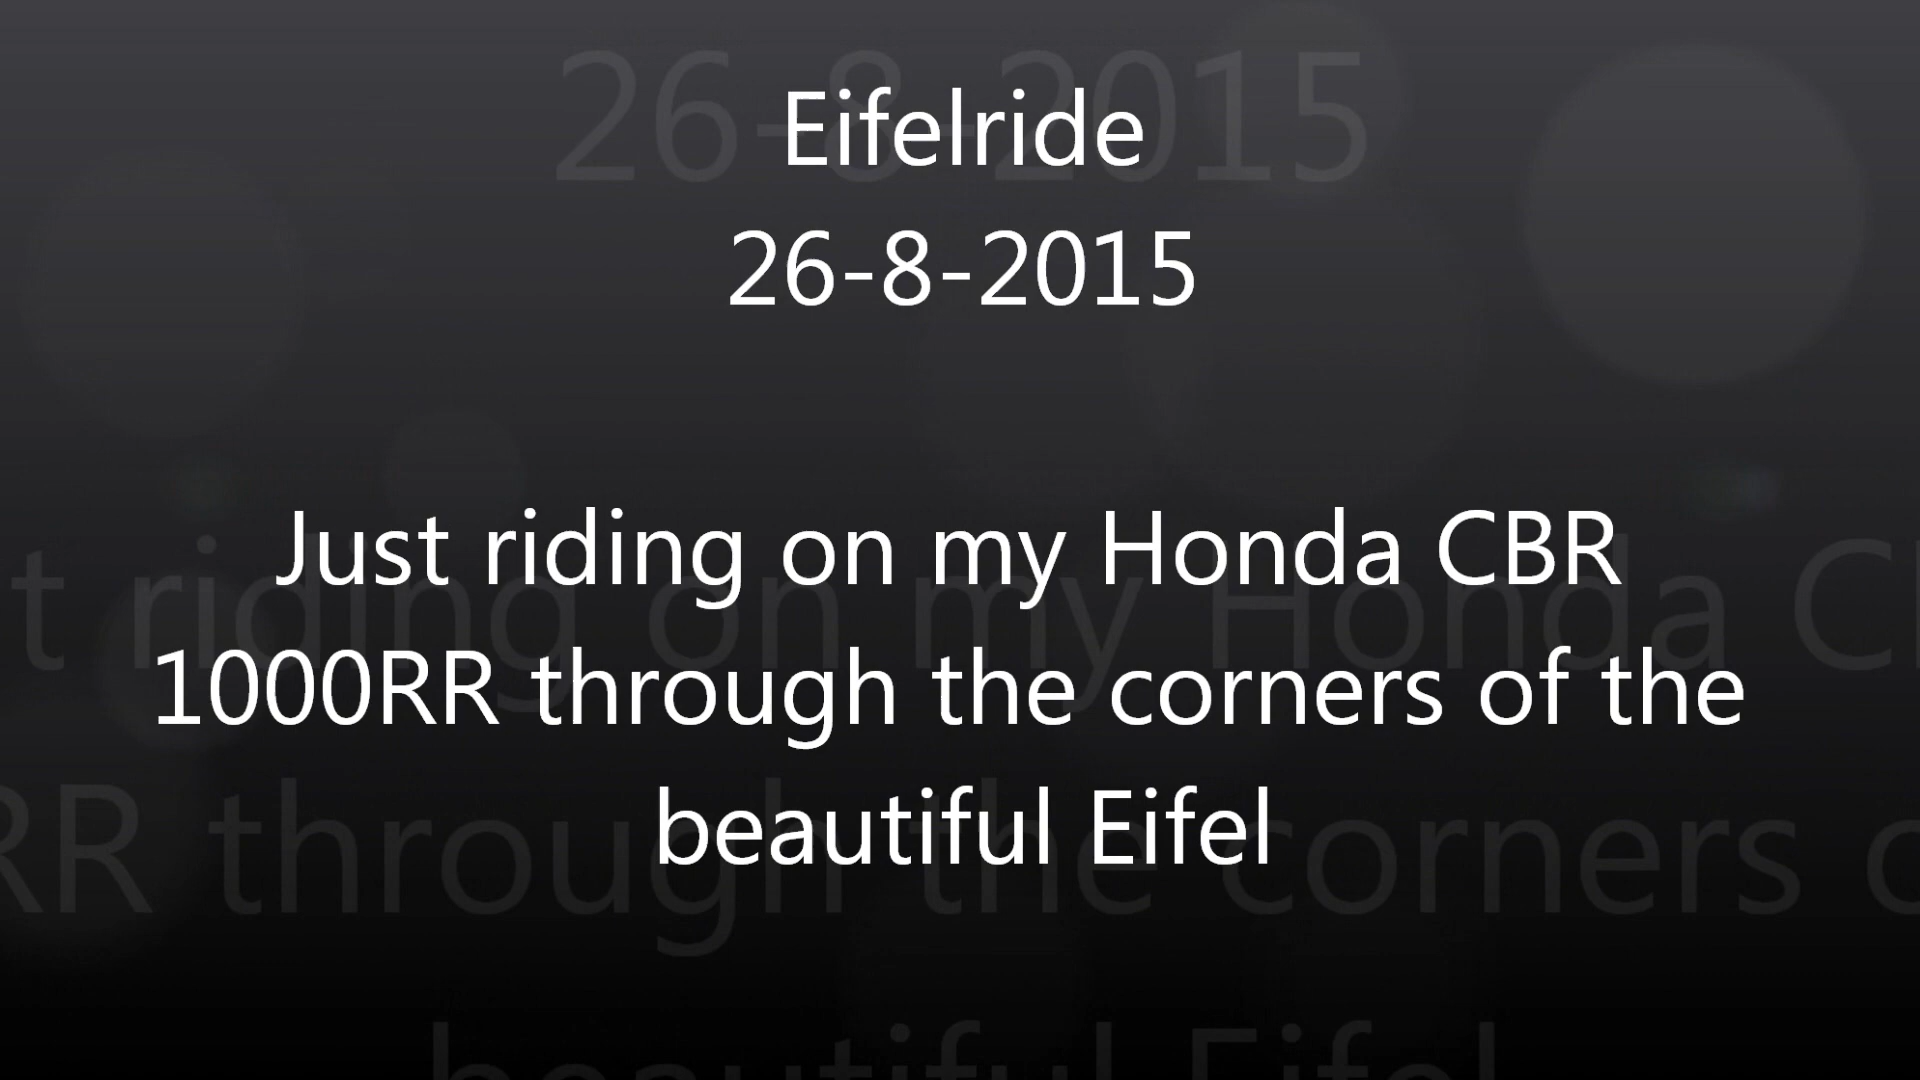 Eifelride
26-8-2015
Just riding on my Honda CBR
1000RR through the corners of the
beautiful Eifel